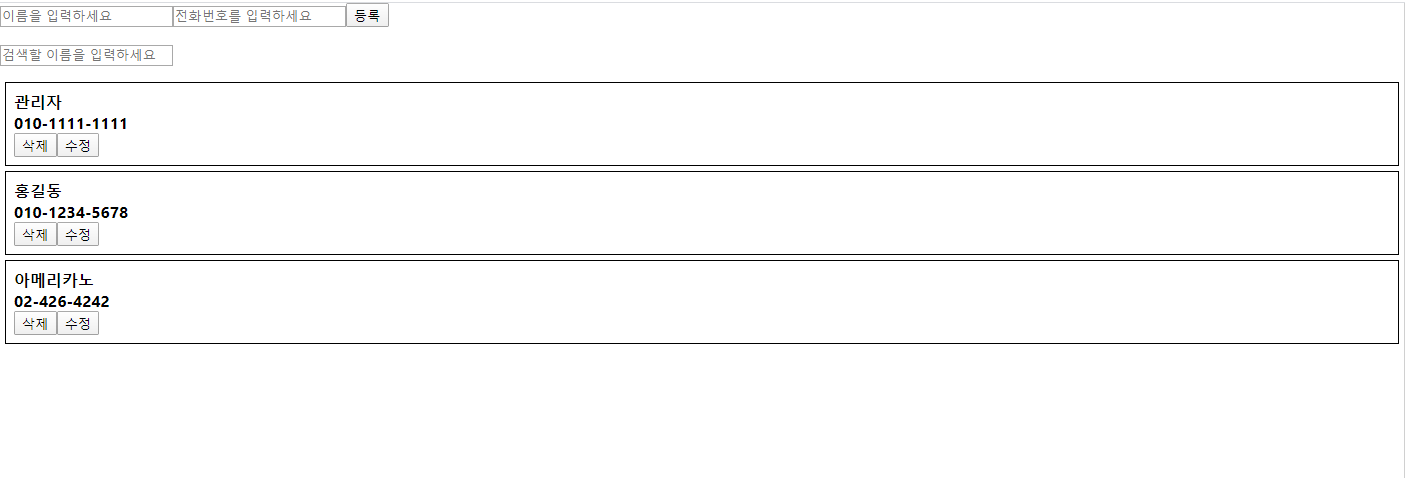 이름을 입력하세요 전화번호를 입력하세요 등록
검색할 이름을 입력하세요
관리자
010-1111-1111
삭제 수정
홍길동
010-1234-5678
삭제 수정
아메리카노
02-426-4242
삭제 수정